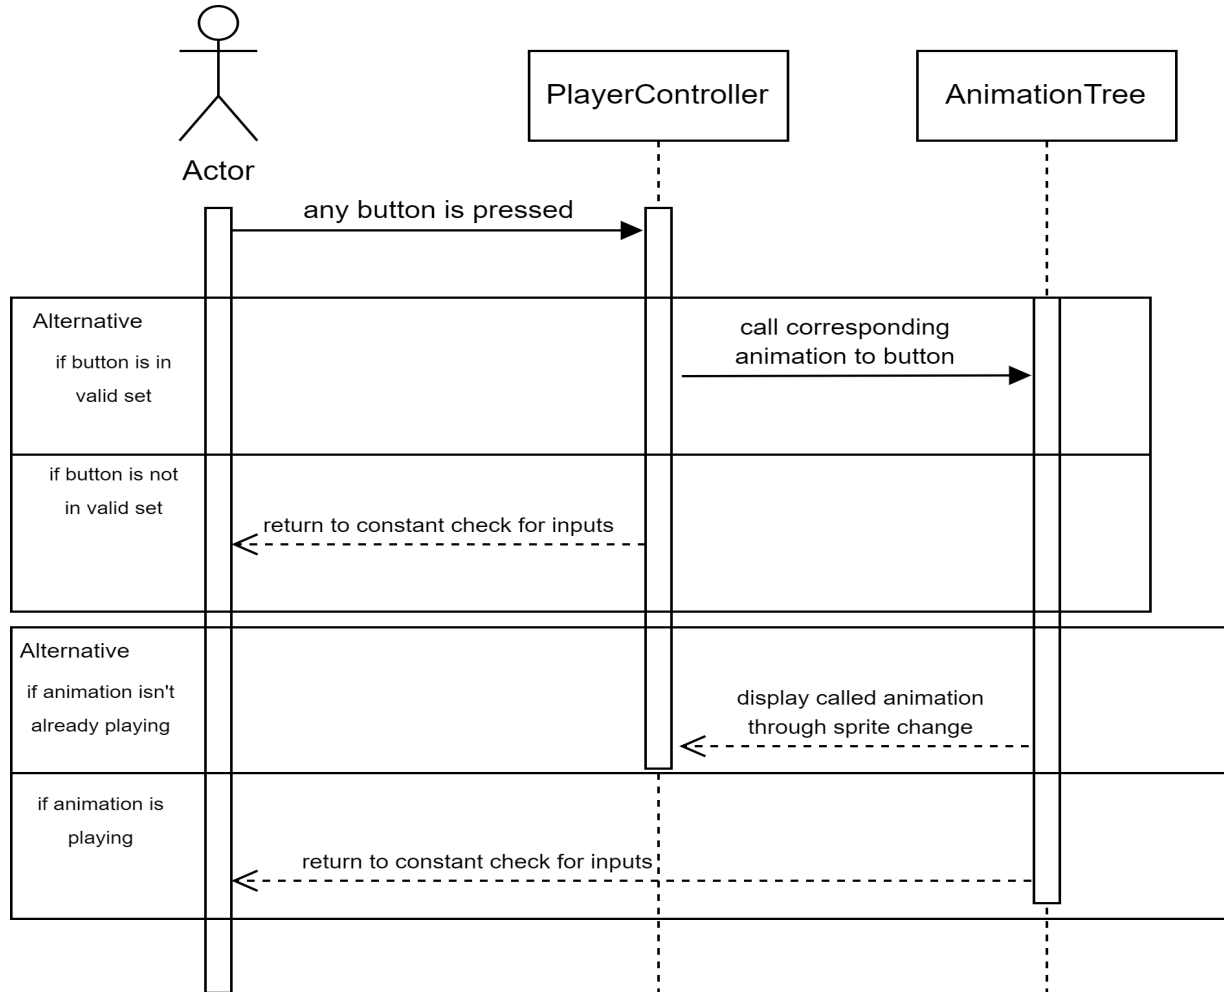 PlayerController
AnimationTree
Actor
any button is pressed
Alternative
if button is in
valid set
call corresponding
animation to button
if button is not
in valid set
return to constant check for inputs
Alternative
if animation isn't
already playing
display called animation
through sprite change
if animation is
playing
return to constant check for inputs